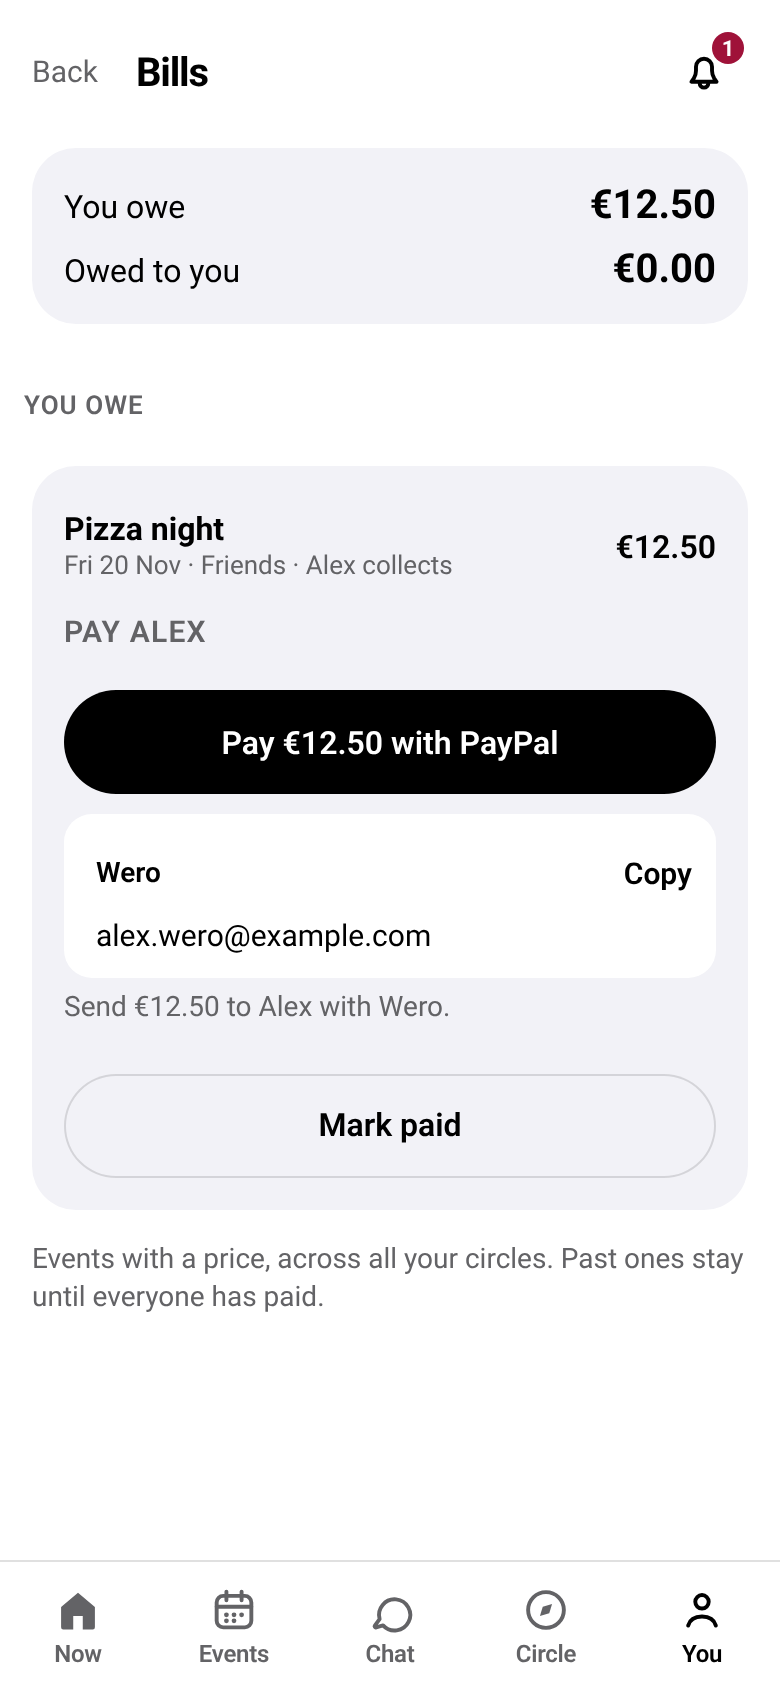 Back Bills 1
You owe €12.50
Owed to you €0.00
YOU OWE
Pizza night
Fri 20 Nov · Friends · Alex collects €12.50
PAY ALEX
Pay €12.50 with PayPal
Wero Copy
alex.wero@example.com
Send €12.50 to Alex with Wero.
Mark paid
Events with a price, across all your circles. Past ones stay
until everyone has paid.
Now Events Chat Circle You